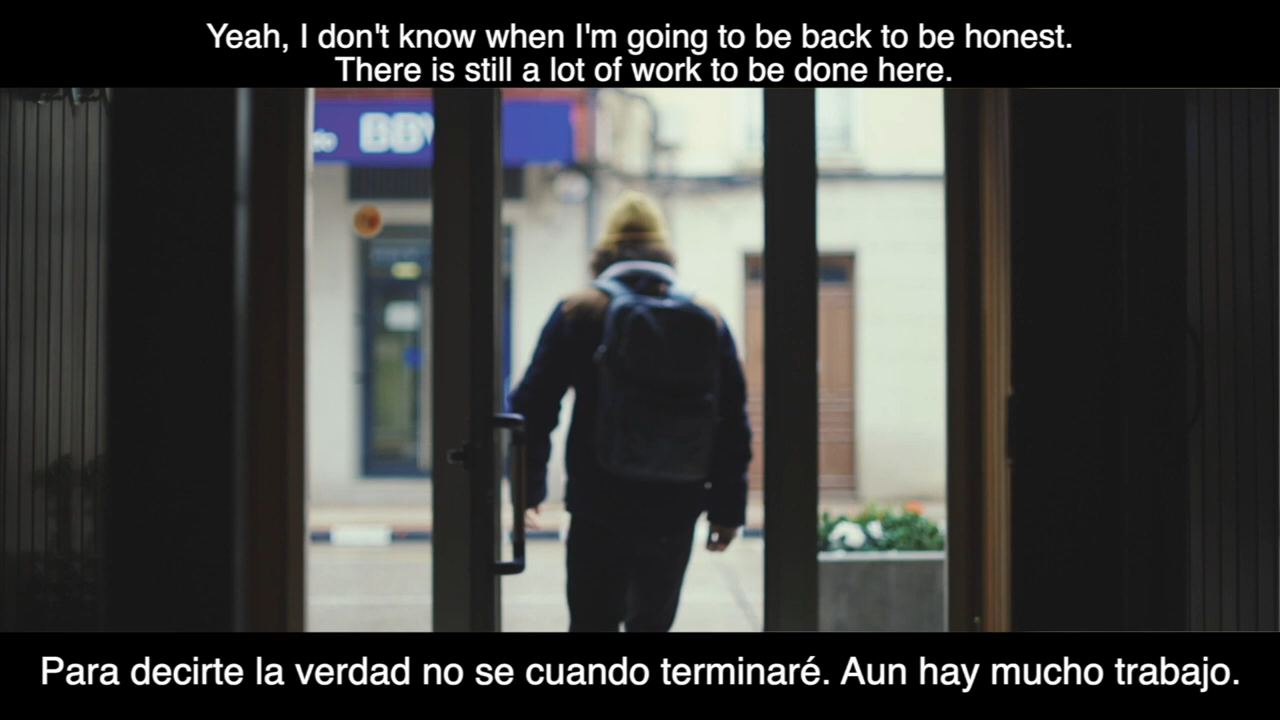 Yeah, I don't know when I'm going to be back to be honest.
There is still a lot of work to be done here.
BBV
Para decirte la verdad no se cuando terminaré. Aun hay mucho trabajo.